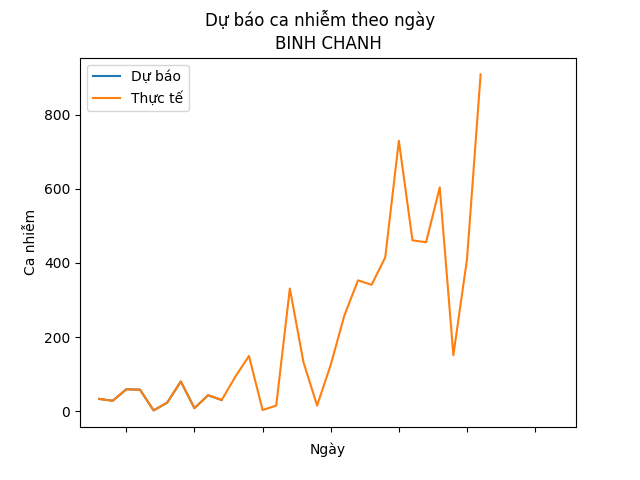 Dự báo ca nhiễm theo ngày
BINH CHANH
Dự báo
Thực tế
Ca nhiễm
800
600
400
200
0
Ngày